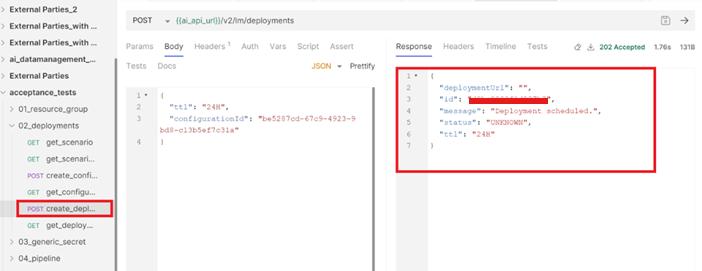 External Parties_2
External Parties_with ...
External Parties_with ...
ai_datamanagement_...
External Parties
acceptance_tests
01_resource_group
02_deployments
GET get_scenario
GET get_scenari...
POST create_confi...
GET get_configu...
POST create_depl...
GET get_deploy...
03_generic_secret
04_pipeline
POST {{ai_api_url}}/v2/lm/deployments
Params Body Headers 1 Auth Vars Script Assert
Tests Docs
JSON Prettify
1 {
2 "ttl": "24H",
3 "configurationId": "be5287cd-67c9-4923-9
bd8-c13b5ef7c31a"
4 }
Response Headers Timeline Tests 202 Accepted 1.76s 131B
1 {
2 "deploymentUrl": "",
3 "id":
4 "message": "Deployment scheduled.",
5 "status": "UNKNOWN",
6 "ttl": "24H"
7 }